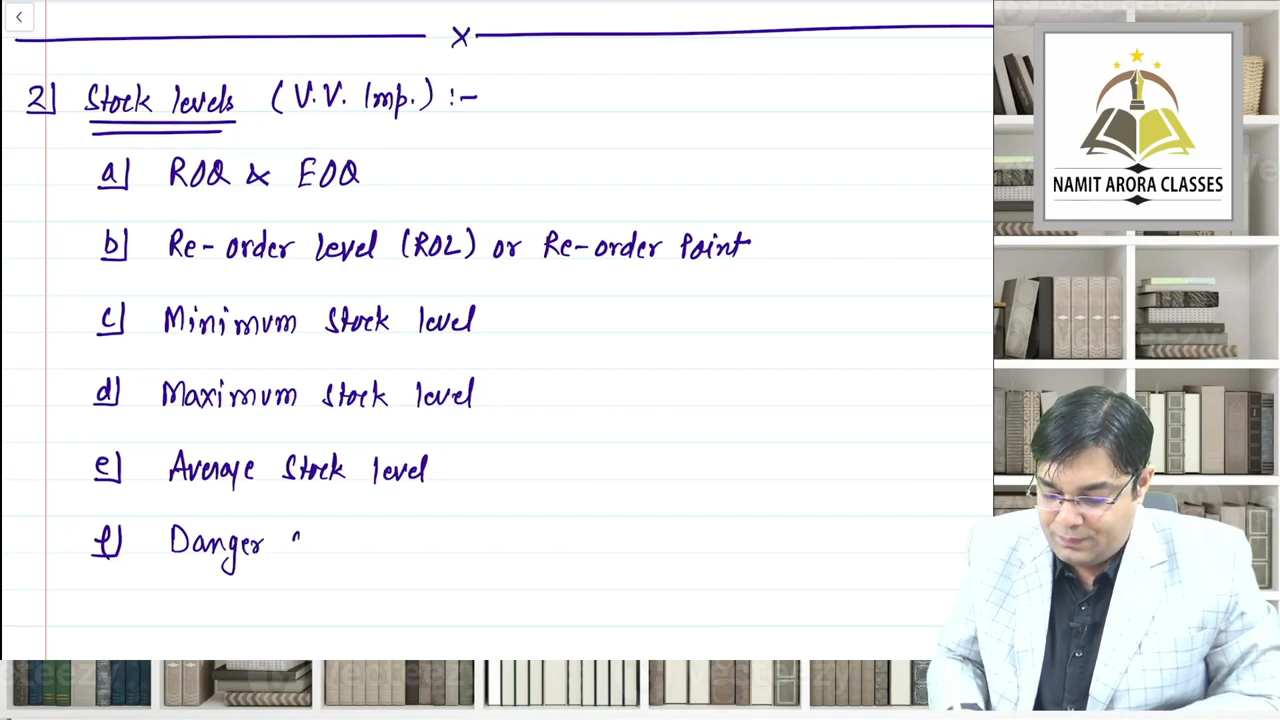 2] Stock levels (V.V. Imp.) :-
a] ROQ & EOQ
b] Re-order level (ROL) or Re-order Point
c] Minimum Stock level
d] Maximum Stock level
e] Average Stock level
f] Danger
NAMIT ARORA CLASSES
vecteezy